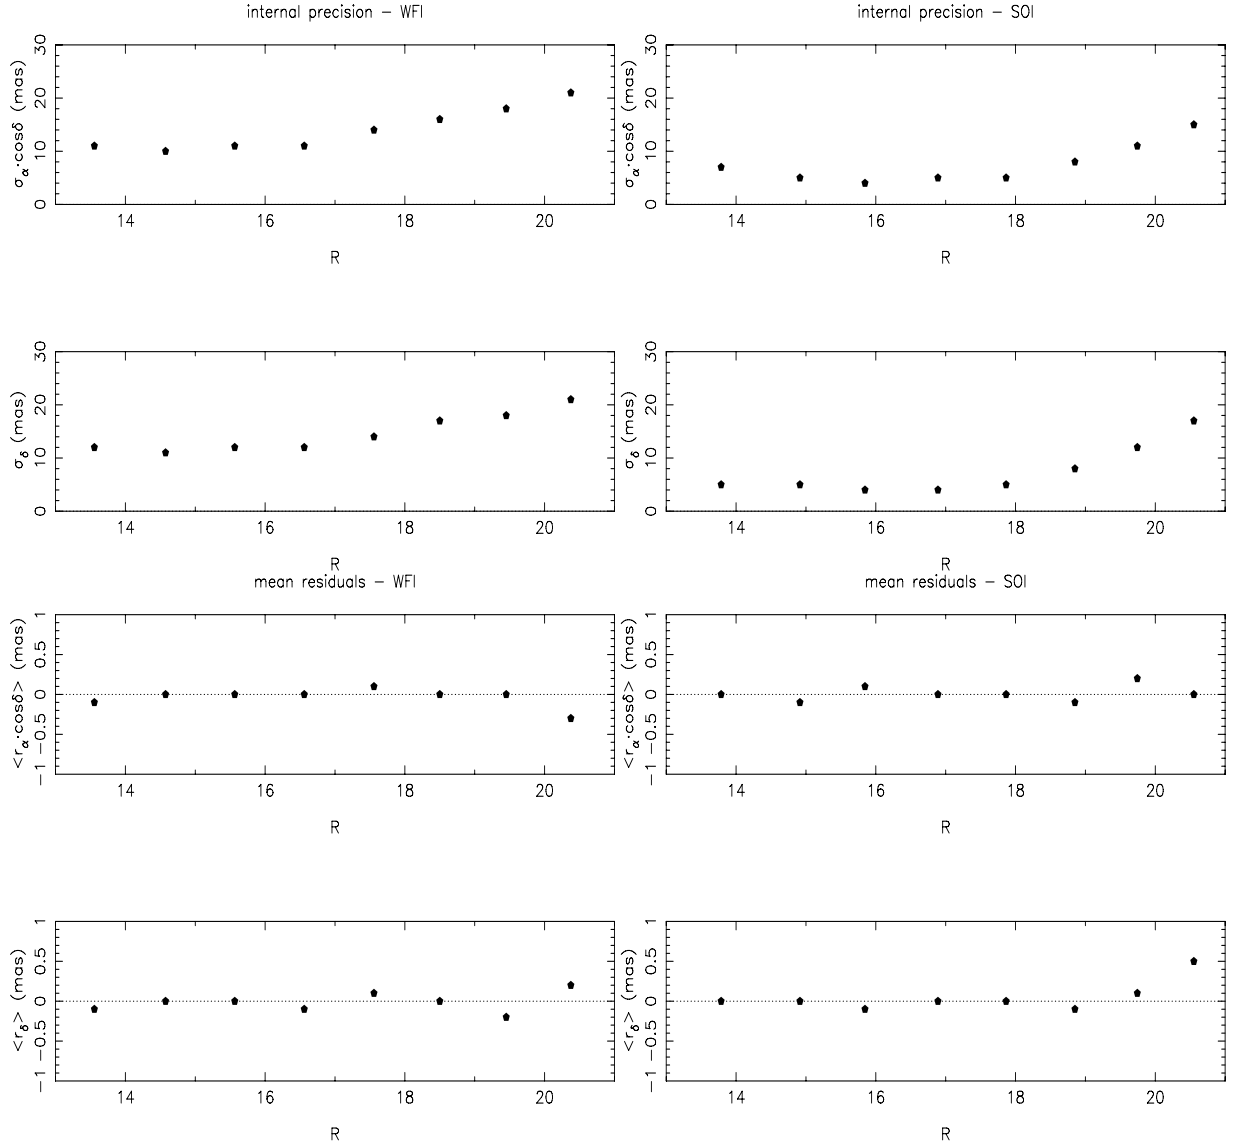 internal precision – WFI
internal precision – SOI
σα·cosδ (mas)
0 10 20 30
14 16 18 20
R
σα·cosδ (mas)
0 10 20 30
14 16 18 20
R
σδ (mas)
0 10 20 30
14 16 18 20
R
σδ (mas)
0 10 20 30
14 16 18 20
R
mean residuals – WFI
mean residuals – SOI
<rα·cosδ> (mas)
−1 −0.5 0 0.5 1
14 16 18 20
R
<rα·cosδ> (mas)
−1 −0.5 0 0.5 1
14 16 18 20
R
<rδ> (mas)
−1 −0.5 0 0.5 1
14 16 18 20
R
<rδ> (mas)
−1 −0.5 0 0.5 1
14 16 18 20
R